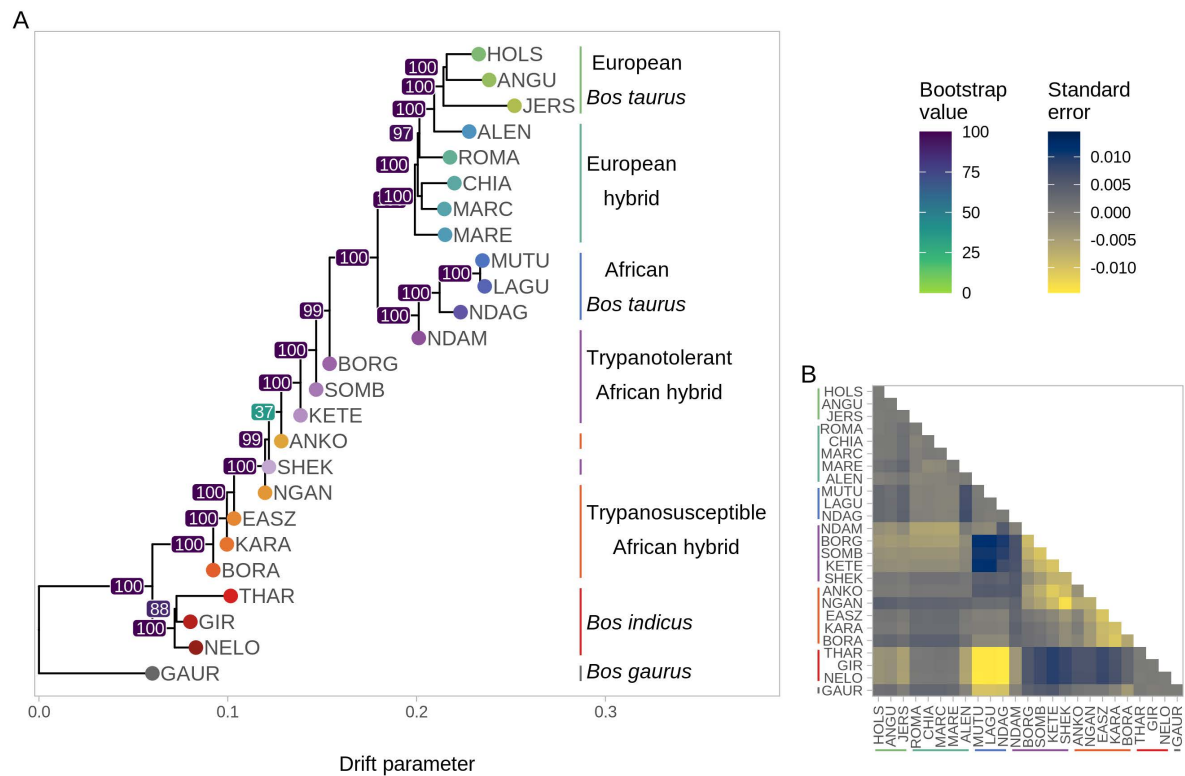 A
HOLS
ANGU
JERS
ALEN
ROMA
CHIA
MARC
MARE
MUTU
LAGU
NDAG
NDAM
BORG
SOMB
KETE
ANKO
SHEK
NGAN
EASZ
KARA
BORA
THAR
GIR
NELO
GAUR
100
100
100
97
100
100
100
100
100
100
99
100
100
37
99
100
100
100
100
100
88
100
European
Bos taurus
European
hybrid
African
Bos taurus
Trypanotolerant
African hybrid
Trypanosusceptible
African hybrid
Bos indicus
Bos gaurus
0.0 0.1 0.2 0.3
Drift parameter
Bootstrap
value
100
75
50
25
0
Standard
error
0.010
0.005
0.000
-0.005
-0.010
B
HOLS
ANGU
JERS
ROMA
CHIA
MARC
MARE
ALEN
MUTU
LAGU
NDAG
NDAM
BORG
SOMB
KETE
SHEK
ANKO
NGAN
EASZ
KARA
BORA
THAR
GIR
NELO
GAUR
HOLS
ANGU
JERS
ROMA
CHIA
MARC
MARE
ALEN
MUTU
LAGU
NDAG
NDAM
BORG
SOMB
KETE
SHEK
ANKO
NGAN
EASZ
KARA
BORA
THAR
GIR
NELO
GAUR